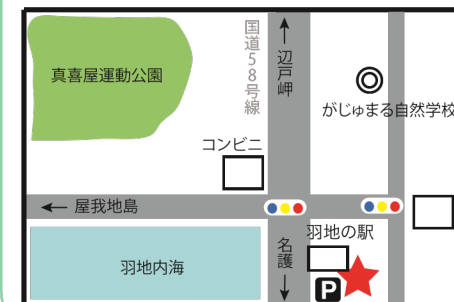 国道58号線
辺戸岬
真喜屋運動公園
がじゅまる自然学校
コンビニ
← 屋我地島
羽地の駅
名護
羽地内海
P